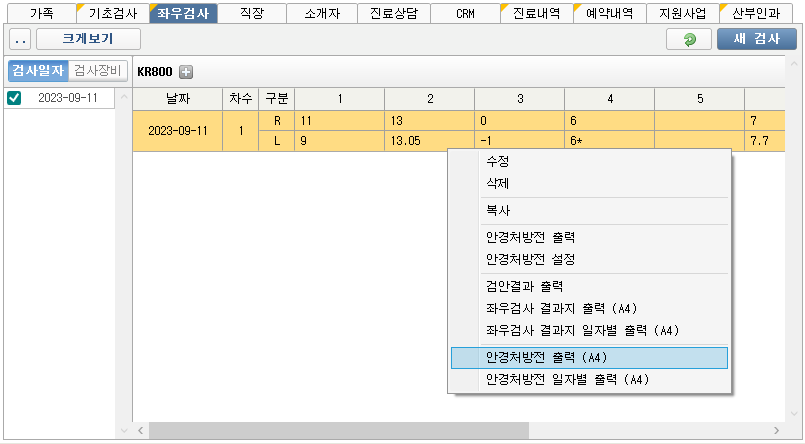 가족 기초검사 좌우검사 직장 소개자 진료상담 CRM 진료내역 예약내역 지원사업 산부인과
.. 크게보기 새 검사
검사일자 검사장비 KR800
2023-09-11
날짜 차수 구분 1 2 3 4 5
2023-09-11 1 R 11 13 0 6 7
L 9 13.05 -1 6* 7.7
수정
삭제
복사
안경처방전 출력
안경처방전 설정
검안결과 출력
좌우검사 결과지 출력 (A4)
좌우검사 결과지 일자별 출력 (A4)
안경처방전 출력 (A4)
안경처방전 일자별 출력 (A4)